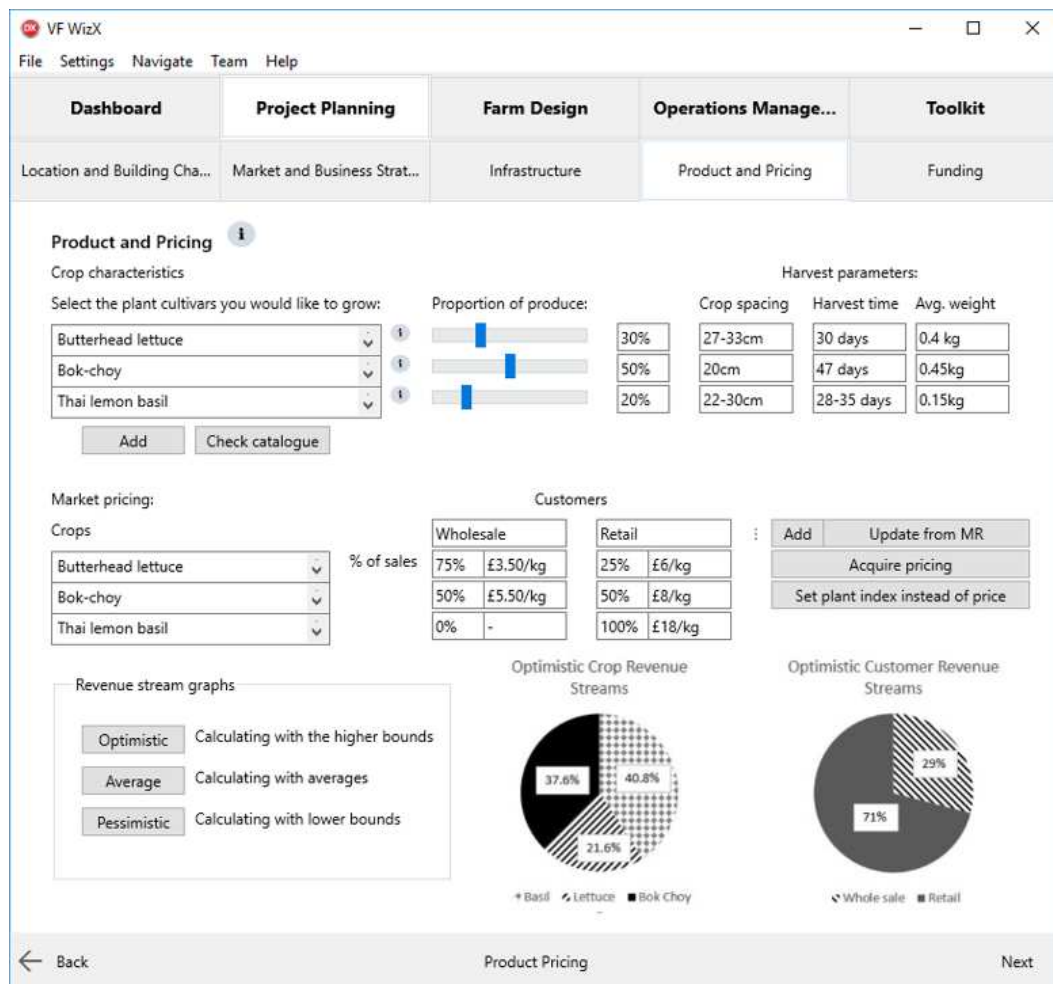 VF WizX
File Settings Navigate Team Help
Dashboard Project Planning Farm Design Operations Manage... Toolkit
Location and Building Cha... Market and Business Strat... Infrastructure Product and Pricing Funding
Product and Pricing i
Crop characteristics Harvest parameters:
Select the plant cultivars you would like to grow: Proportion of produce: Crop spacing Harvest time Avg. weight
Butterhead lettuce i 30% 27-33cm 30 days 0.4 kg
Bok-choy i 50% 20cm 47 days 0.45kg
Thai lemon basil i 20% 22-30cm 28-35 days 0.15kg
Add Check catalogue
Market pricing: Customers
Crops Wholesale Retail Add Update from MR
Butterhead lettuce % of sales 75% £3.50/kg 25% £6/kg Acquire pricing
Bok-choy 50% £5.50/kg 50% £8/kg Set plant index instead of price
Thai lemon basil 0% - 100% £18/kg
Revenue stream graphs
Optimistic Calculating with the higher bounds
Average Calculating with averages
Pessimistic Calculating with lower bounds
Optimistic Crop Revenue
Streams
37.6% 40.8%
21.6%
Basil Lettuce Bok Choy
Optimistic Customer Revenue
Streams
29%
71%
Whole sale Retail
Back Product Pricing Next